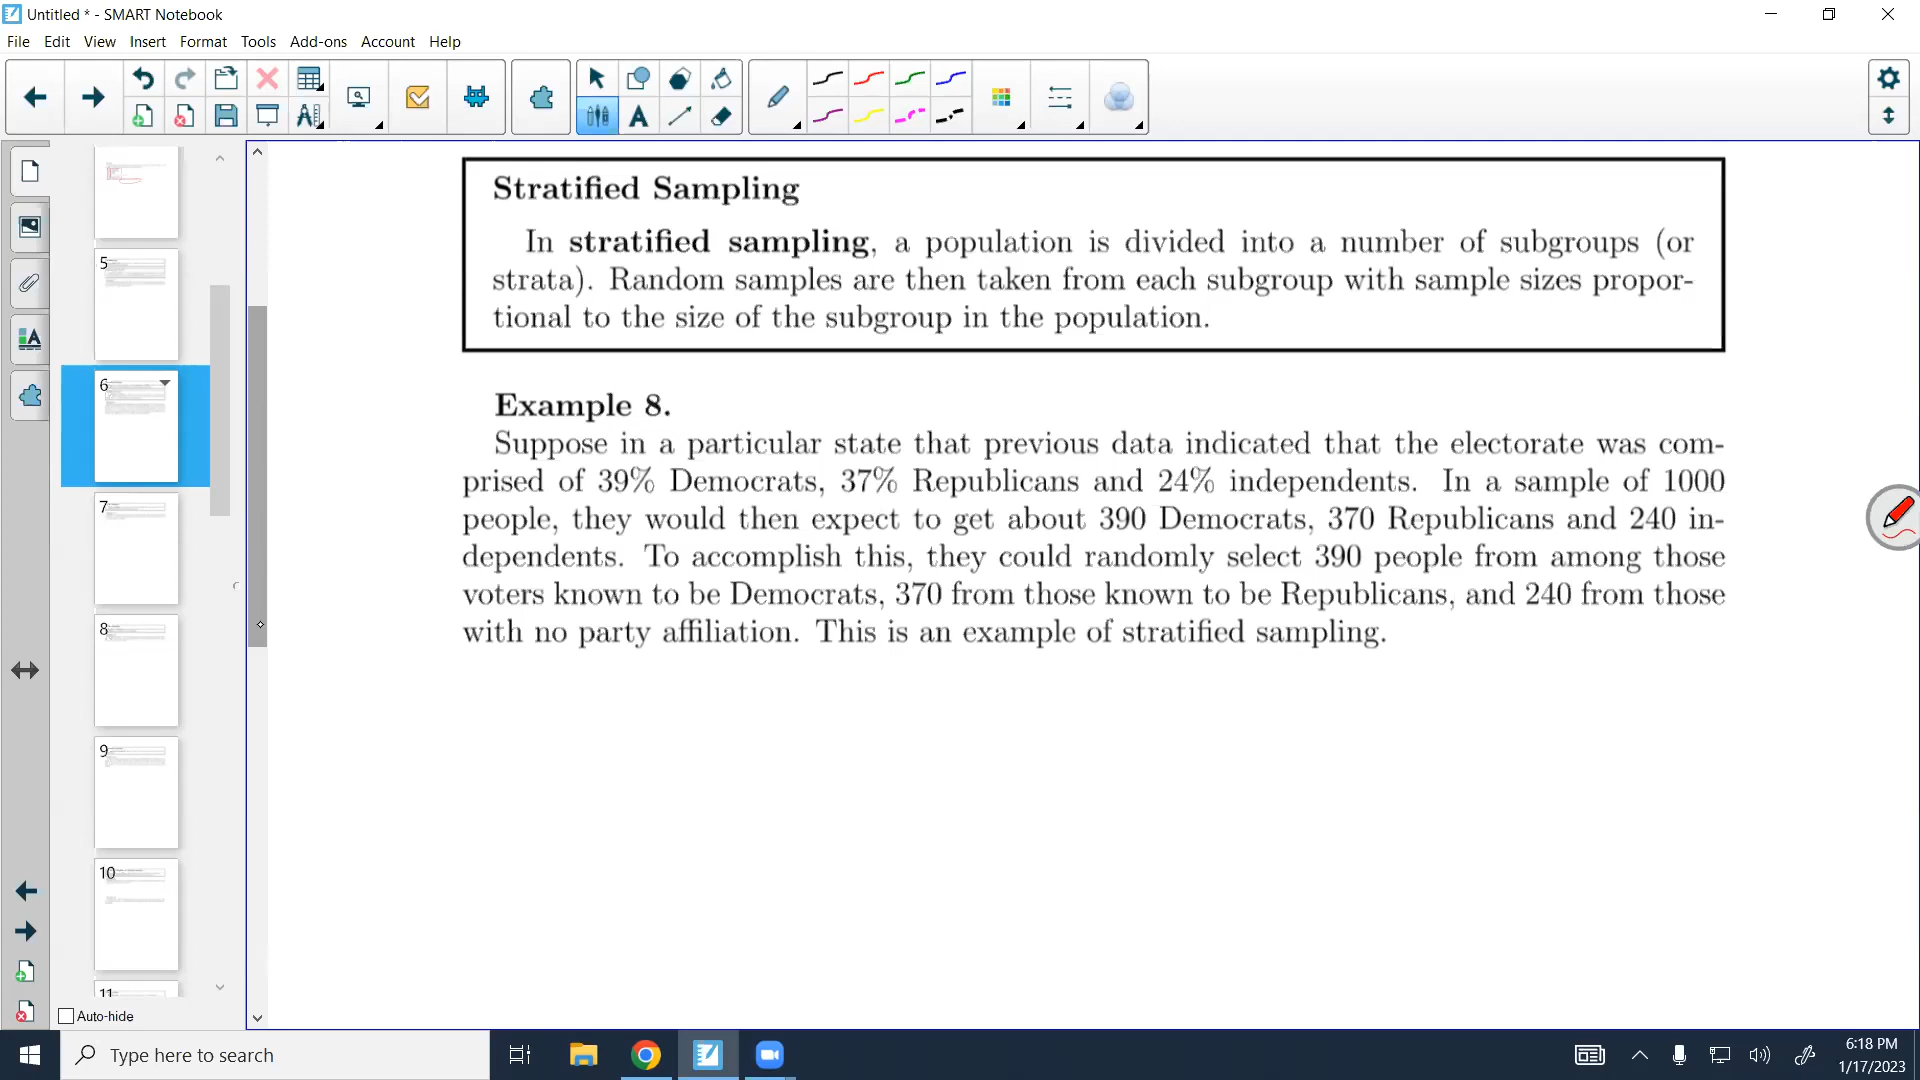 Untitled * - SMART Notebook
File Edit View Insert Format Tools Add-ons Account Help
Stratified Sampling
In stratified sampling, a population is divided into a number of subgroups (or
strata). Random samples are then taken from each subgroup with sample sizes propor-
tional to the size of the subgroup in the population.
Example 8.
Suppose in a particular state that previous data indicated that the electorate was com-
prised of 39% Democrats, 37% Republicans and 24% independents. In a sample of 1000
people, they would then expect to get about 390 Democrats, 370 Republicans and 240 in-
dependents. To accomplish this, they could randomly select 390 people from among those
voters known to be Democrats, 370 from those known to be Republicans, and 240 from those
with no party affiliation. This is an example of stratified sampling.
5
6
7
8
9
10
11
Auto-hide
Type here to search
6:18 PM
1/17/2023